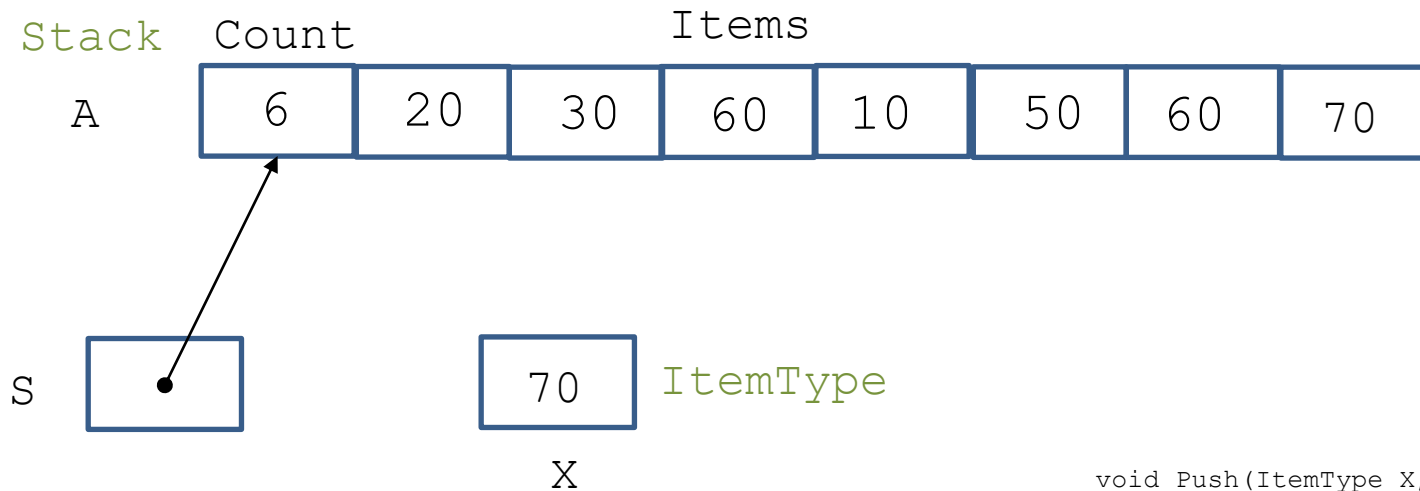 Stack Count Items
A 6 20 30 60 10 50 60 70
S 70 ItemType
X
void Push(ItemType X,